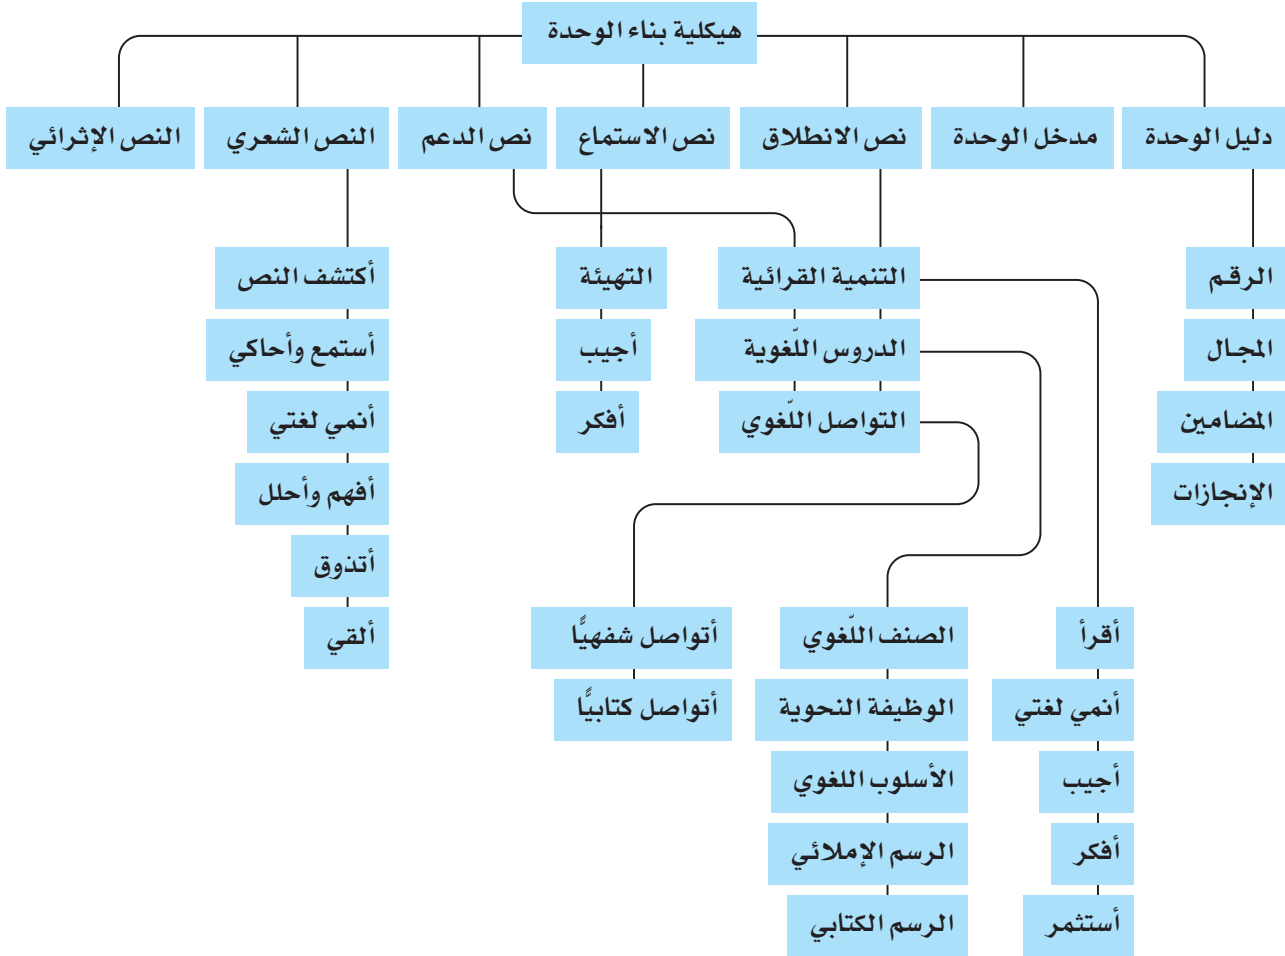 هيكلية بناء الوحدة
دليل الوحدة
مدخل الوحدة
نص الانطلاق
نص الاستماع
نص الدعم
النص الشعري
النص الإثرائي
الرقم
المجال
المضامين
الإنجازات
التنمية القرائية
الدروس اللّغوية
التواصل اللّغوي
التهيئة
أجيب
أفكر
أكتشف النص
أستمع وأحاكي
أنمي لغتي
أفهم وأحلل
أتذوق
ألقي
أقرأ
أنمي لغتي
أجيب
أفكر
أستثمر
الصنف اللّغوي
الوظيفة النحوية
الأسلوب اللغوي
الرسم الإملائي
الرسم الكتابي
أتواصل شفهيًّا
أتواصل كتابيًّا